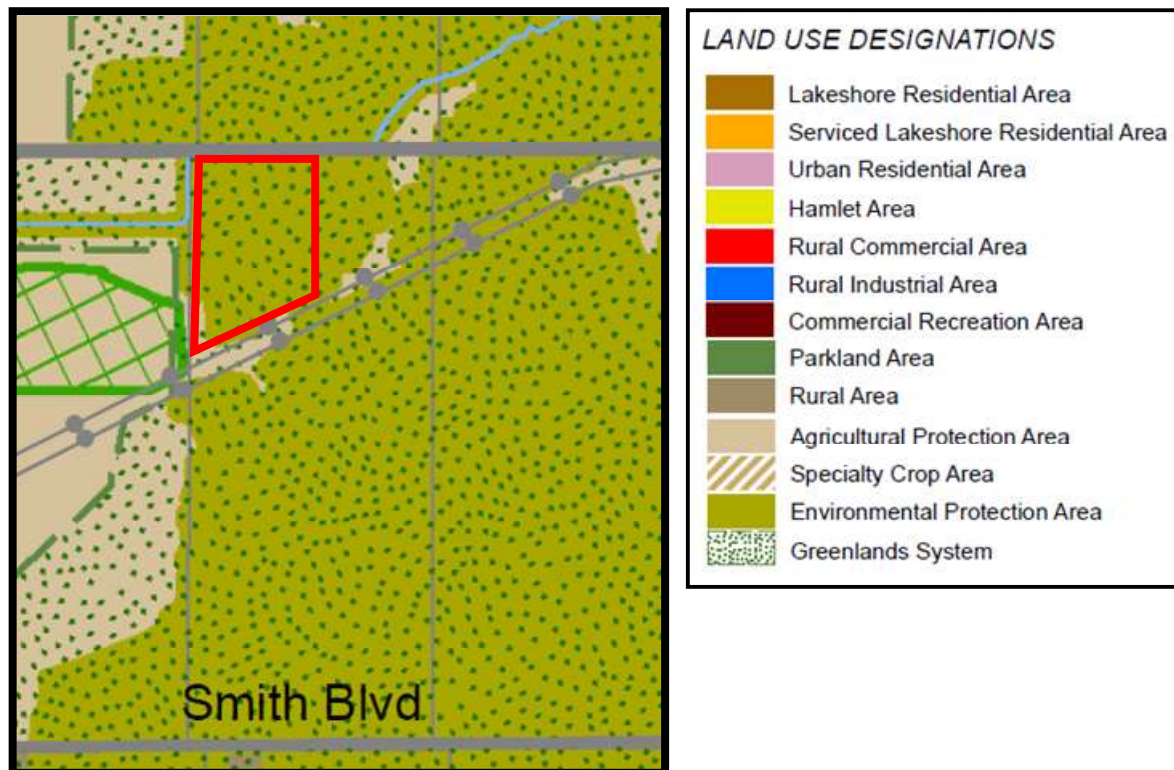 Smith Blvd
LAND USE DESIGNATIONS
Lakeshore Residential Area
Serviced Lakeshore Residential Area
Urban Residential Area
Hamlet Area
Rural Commercial Area
Rural Industrial Area
Commercial Recreation Area
Parkland Area
Rural Area
Agricultural Protection Area
Specialty Crop Area
Environmental Protection Area
Greenlands System